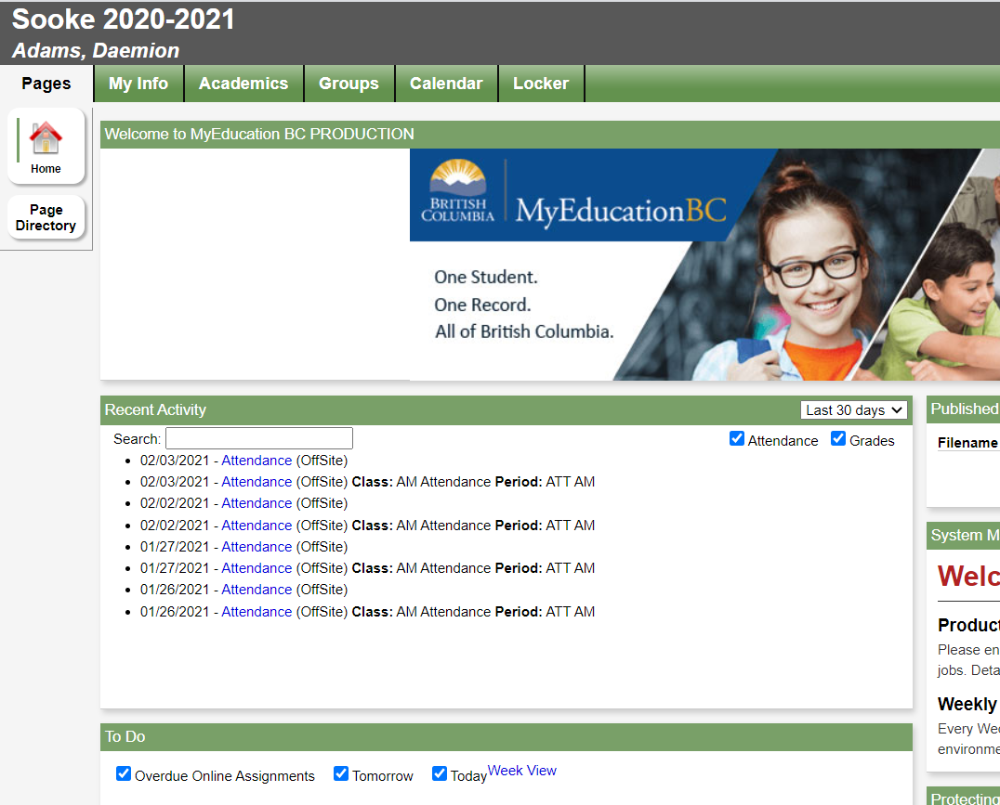 Sooke 2020-2021
Adams, Daemion
Pages
My Info
Academics
Groups
Calendar
Locker
Home
Page
Directory
Welcome to MyEducation BC PRODUCTION
BRITISH
COLUMBIA
MyEducationBC
One Student.
One Record.
All of British Columbia.
Recent Activity
Last 30 days
Search:
Attendance
Grades
02/03/2021 - Attendance (OffSite)
02/03/2021 - Attendance (OffSite) Class: AM Attendance Period: ATT AM
02/02/2021 - Attendance (OffSite)
02/02/2021 - Attendance (OffSite) Class: AM Attendance Period: ATT AM
01/27/2021 - Attendance (OffSite)
01/27/2021 - Attendance (OffSite) Class: AM Attendance Period: ATT AM
01/26/2021 - Attendance (OffSite)
01/26/2021 - Attendance (OffSite) Class: AM Attendance Period: ATT AM
To Do
Overdue Online Assignments
Tomorrow
Today
Week View
Published
Filename
System M
Welc
Product
Please en
jobs. Deta
Weekly
Every Wed
environme
Protecting